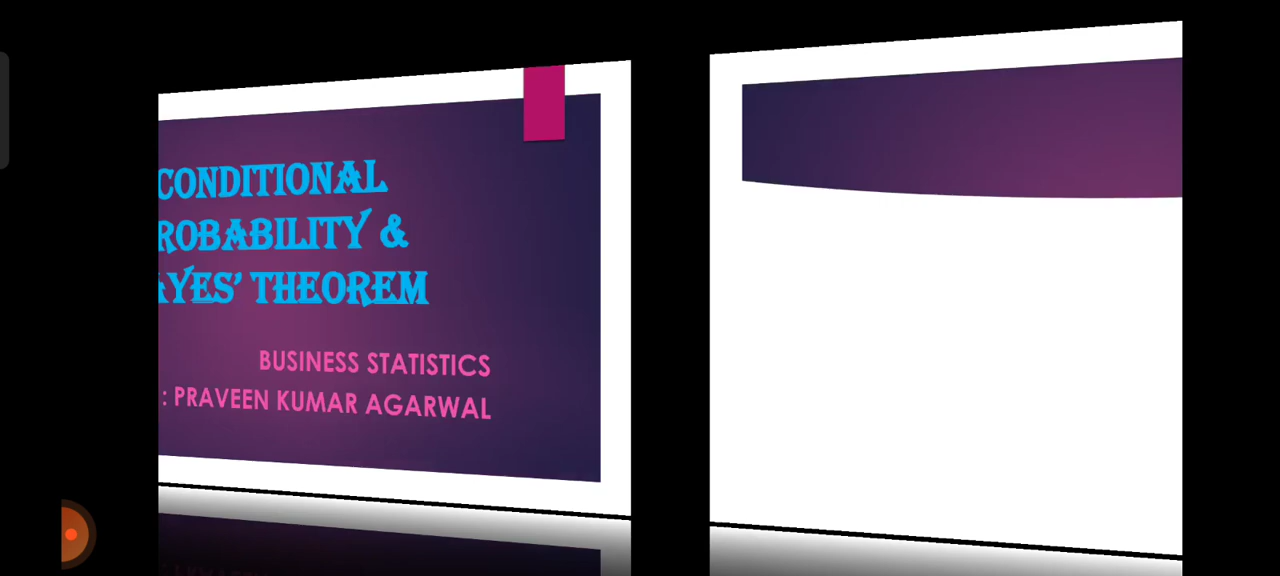 CONDITIONAL
ROBABILITY &
AYES' THEOREM
BUSINESS STATISTICS
: PRAVEEN KUMAR AGARWAL